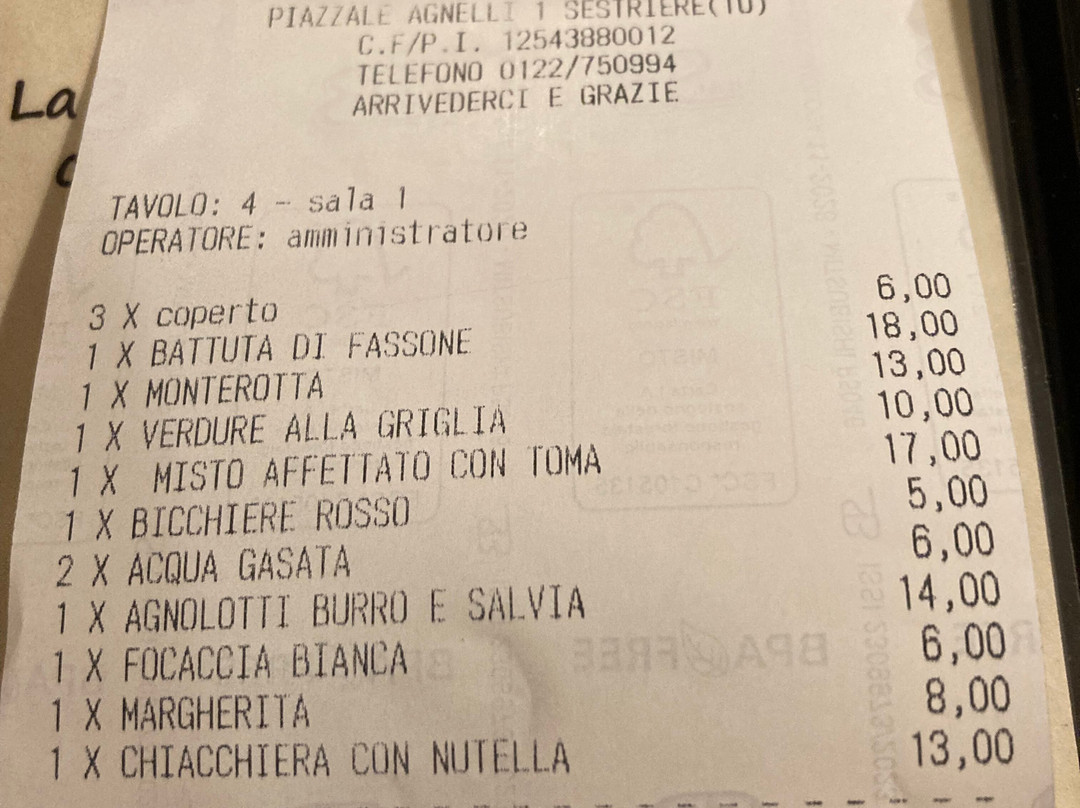 La
PIAZZALE AGNELLI 1 SESTRIERE(TO)
C.F/P.I. 12543880012
TELEFONO 0122/750994
ARRIVEDERCI E GRAZIE
TAVOLO: 4 - sala 1
OPERATORE: amministratore
3 X coperto 6,00
1 X BATTUTA DI FASSONE 18,00
1 X MONTEROTTA 13,00
1 X VERDURE ALLA GRIGLIA 10,00
1 X MISTO AFFETTATO CON TOMA 17,00
1 X BICCHIERE ROSSO 5,00
2 X ACQUA GASATA 6,00
1 X AGNOLOTTI BURRO E SALVIA 14,00
1 X FOCACCIA BIANCA 6,00
1 X MARGHERITA 8,00
1 X CHIACCHIERA CON NUTELLA 13,00
BPA FREE